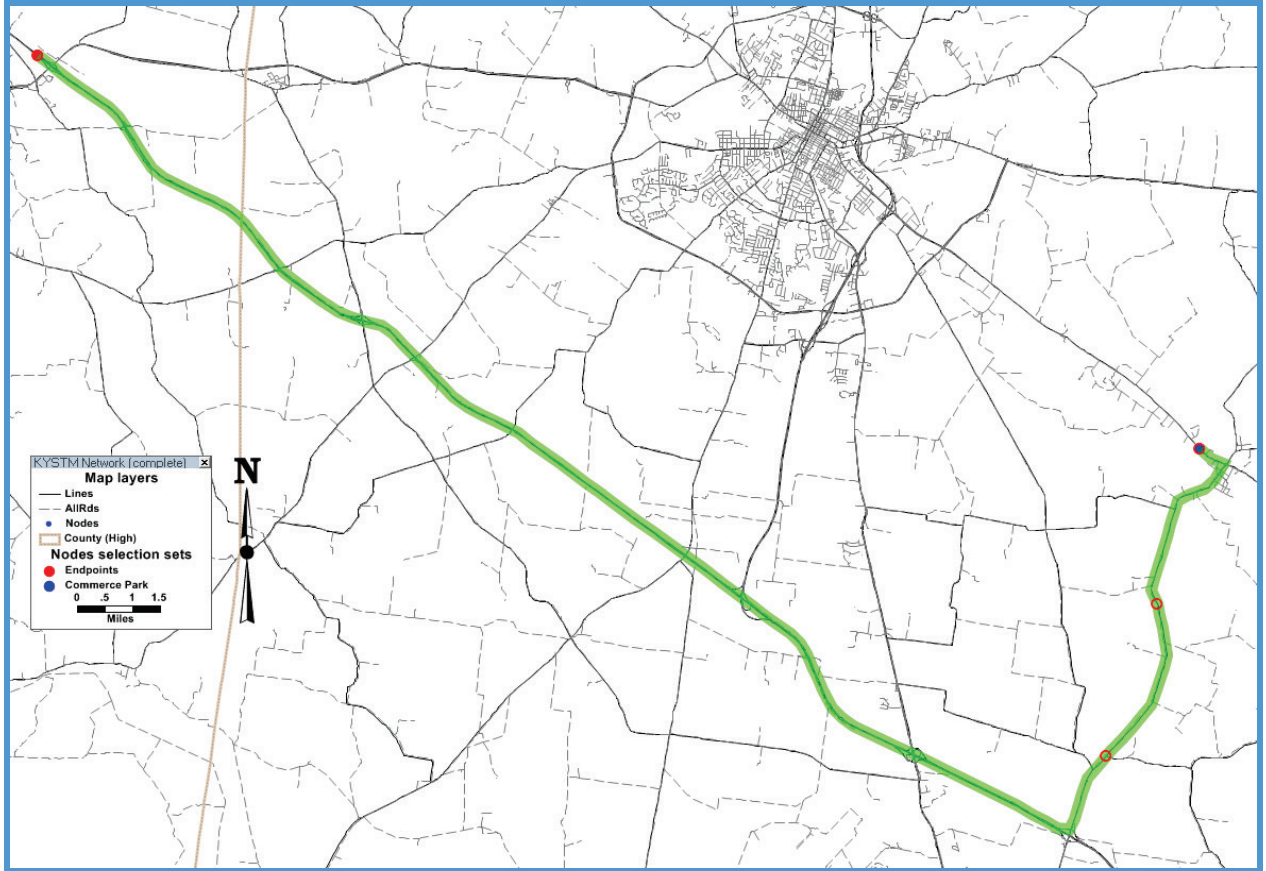 KYSTM Network (complete)
Map layers
Lines
AllRds
Nodes
County (High)
Nodes selection sets
Endpoints
Commerce Park
0 .5 1 1.5
Miles
N